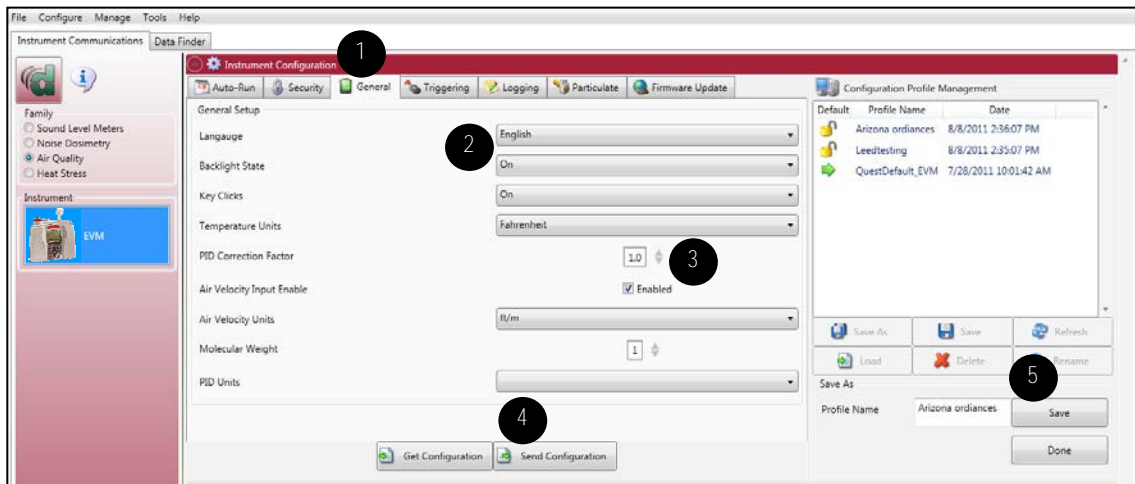 File Configure Manage Tools Help
Instrument Communications Data Finder
1
Instrument Configuration
Auto-Run Security General Triggering Logging Particulate Firmware Update
Family
Sound Level Meters
Noise Dosimetry
Air Quality
Heat Stress
Instrument
EVM
General Setup
Langauge English
2
Backlight State On
Key Clicks On
Temperature Units Fahrenheit
PID Correction Factor 1.0
3
Air Velocity Input Enable Enabled
Air Velocity Units ft/m
Molecular Weight 1
PID Units
4
Get Configuration Send Configuration
Configuration Profile Management
Default Profile Name Date
Arizona ordiances 8/8/2011 2:36:07 PM
Leedtesting 8/8/2011 2:35:07 PM
QuestDefault_EVM 7/28/2011 10:01:42 AM
Save As Save Refresh
Load Delete Rename
5
Save As
Profile Name Arizona ordiances Save
Done